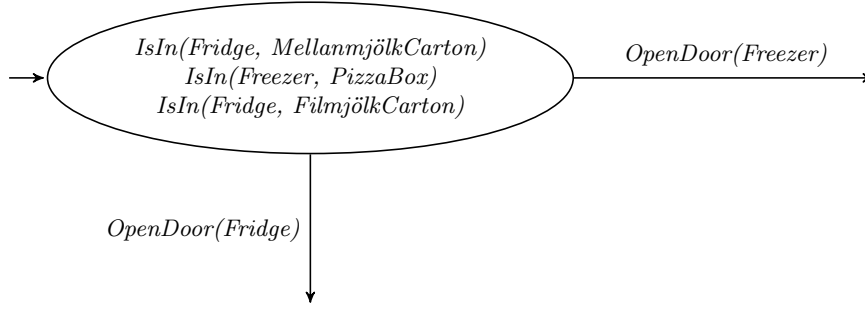 IsIn(Fridge, MellanmjölkCarton)
IsIn(Freezer, PizzaBox)
IsIn(Fridge, FilmjölkCarton)
OpenDoor(Freezer)
OpenDoor(Fridge)